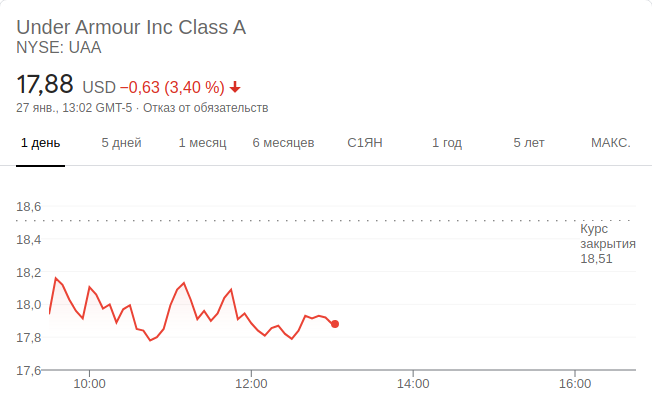 Under Armour Inc Class A
NYSE: UAA
17,88 USD −0,63 (3,40 %)
27 янв., 13:02 GMT-5 · Отказ от обязательств
1 день 5 дней 1 месяц 6 месяцев С1ЯН 1 год 5 лет МАКС.
18,6
Курс
18,4 закрытия
18,51
18,2
18,0
17,8
17,6
10:00 12:00 14:00 16:00